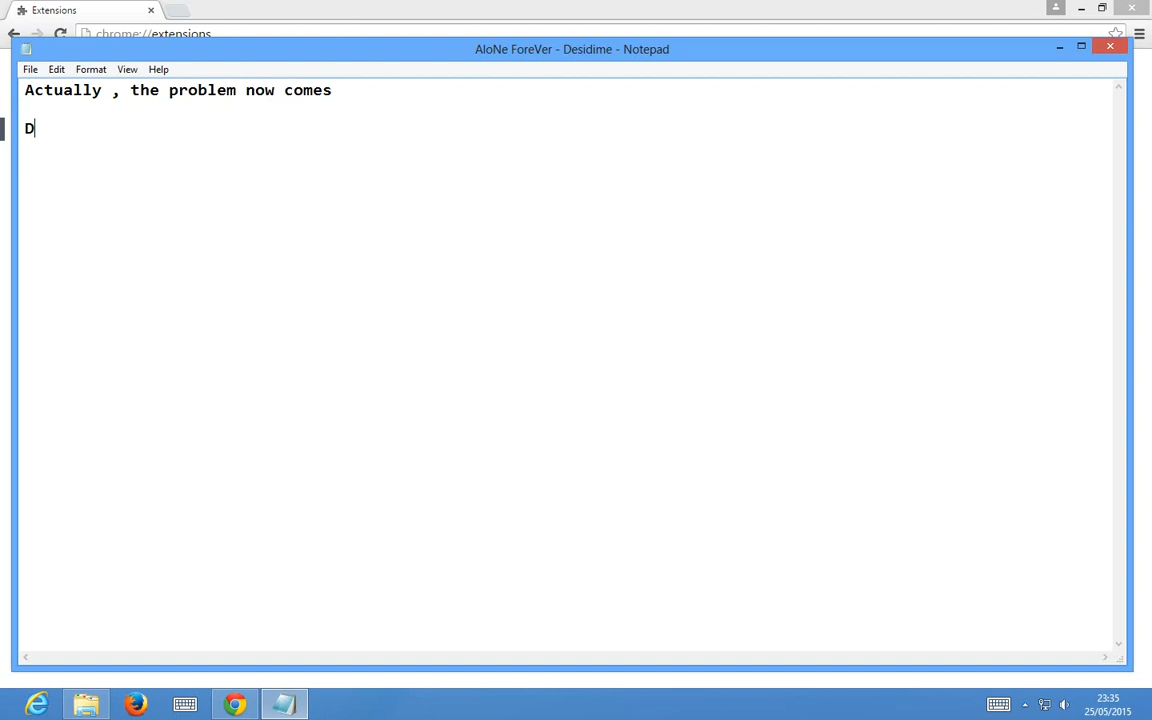 Extensions
chrome://extensions
AloNe ForeVer - Desidime - Notepad
File Edit Format View Help
Actually , the problem now comes
D
23:35
25/05/2015